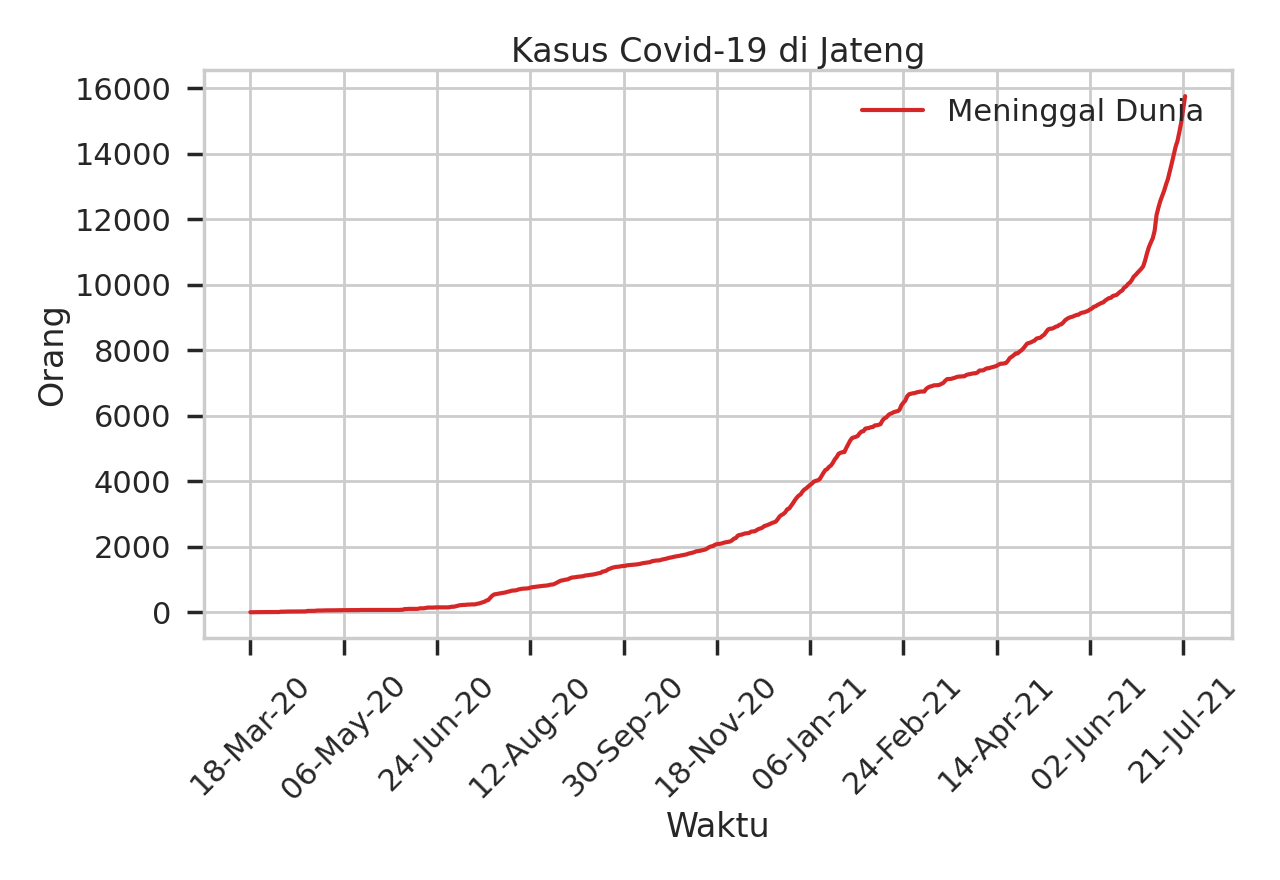 Kasus Covid-19 di Jateng
Meninggal Dunia
Orang
16000
14000
12000
10000
8000
6000
4000
2000
0
18-Mar-20
06-May-20
24-Jun-20
12-Aug-20
30-Sep-20
18-Nov-20
06-Jan-21
24-Feb-21
14-Apr-21
02-Jun-21
21-Jul-21
Waktu